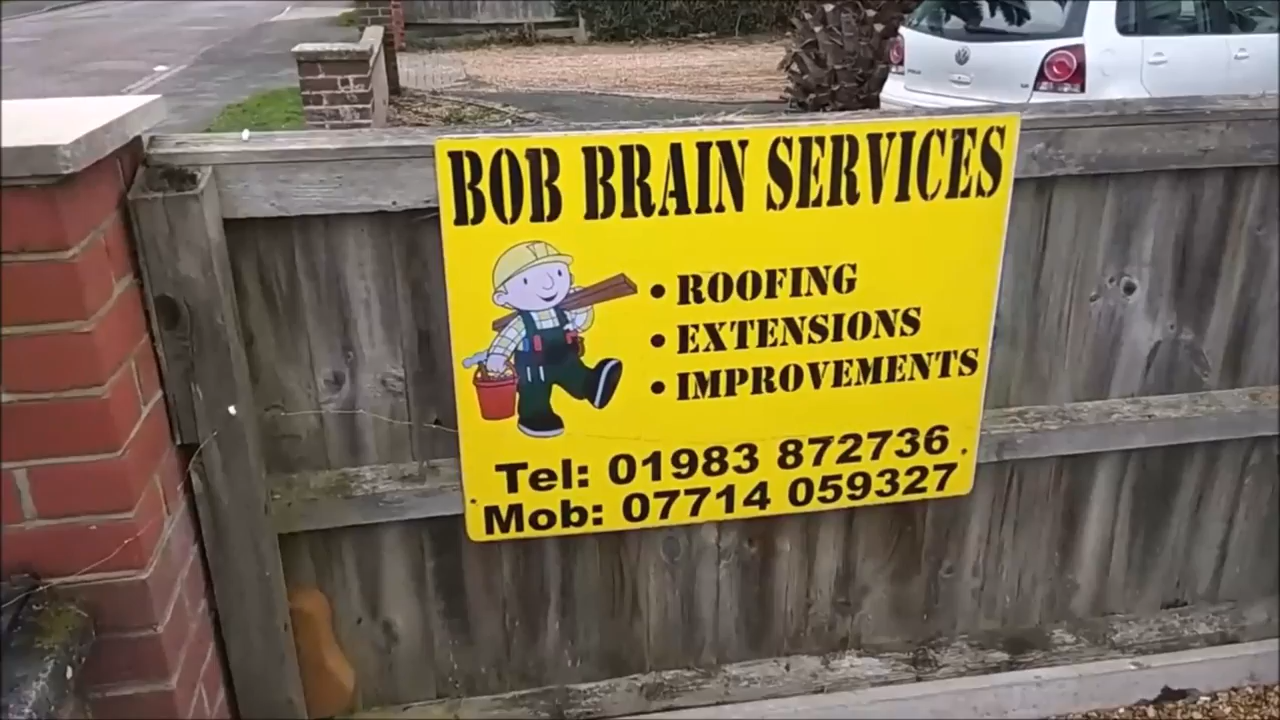 BOB BRAIN SERVICES
• ROOFING
• EXTENSIONS
• IMPROVEMENTS
Tel: 01983 872736
Mob: 07714 059327